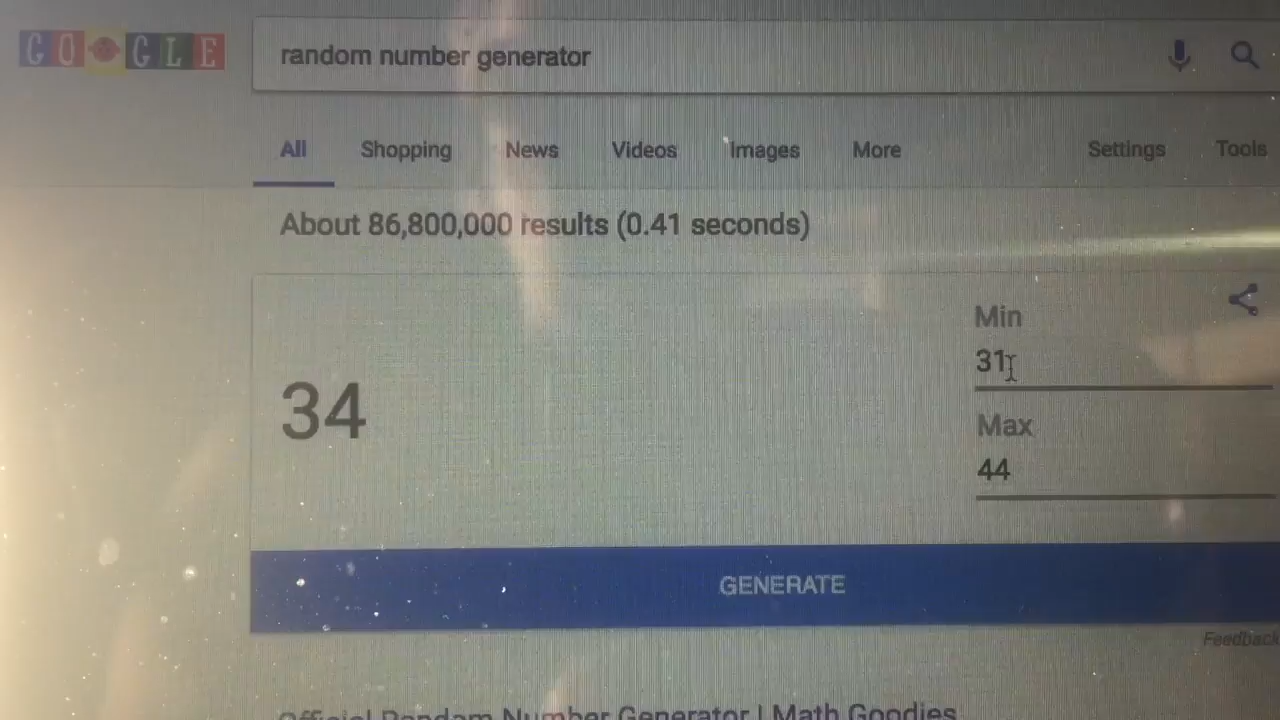 GOOGLE
random number generator
All Shopping News Videos Images More Settings Tools
About 86,800,000 results (0.41 seconds)
Min
31
34
Max
44
GENERATE
Feedback
Official Random Number Generator | Math Goodies